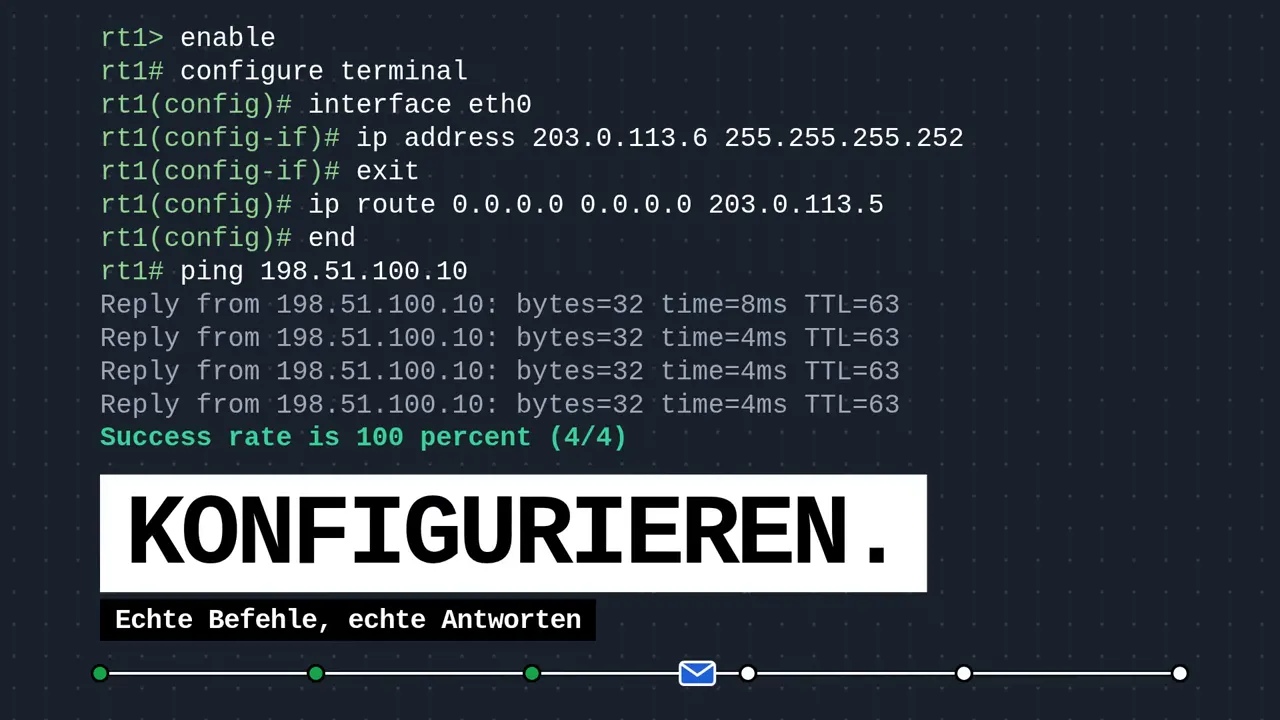 rt1> enable
rt1# configure terminal
rt1(config)# interface eth0
rt1(config-if)# ip address 203.0.113.6 255.255.255.252
rt1(config-if)# exit
rt1(config)# ip route 0.0.0.0 0.0.0.0 203.0.113.5
rt1(config)# end
rt1# ping 198.51.100.10
Reply from 198.51.100.10: bytes=32 time=8ms TTL=63
Reply from 198.51.100.10: bytes=32 time=4ms TTL=63
Reply from 198.51.100.10: bytes=32 time=4ms TTL=63
Reply from 198.51.100.10: bytes=32 time=4ms TTL=63
Success rate is 100 percent (4/4)
KONFIGURIEREN.
Echte Befehle, echte Antworten